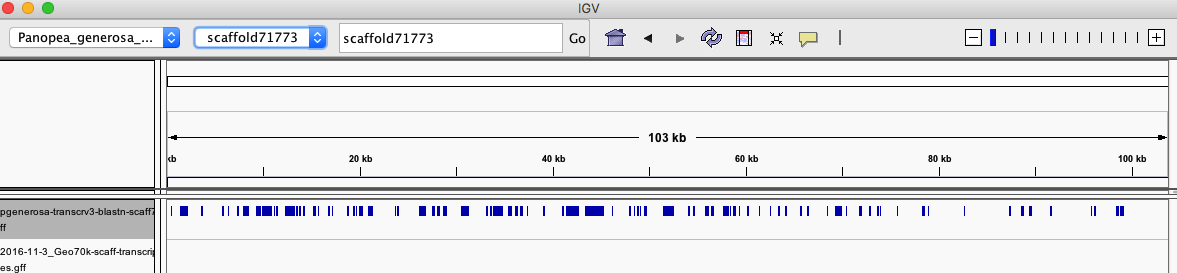 IGV
Panopea_generosa_... scaffold71773 scaffold71773 Go
103 kb
kb 20 kb 40 kb 60 kb 80 kb 100 kb
pgenerosa-transcrv3-blastn-scaff7
ff
2016-11-3_Geo70k-scaff-transcrip
es.gff